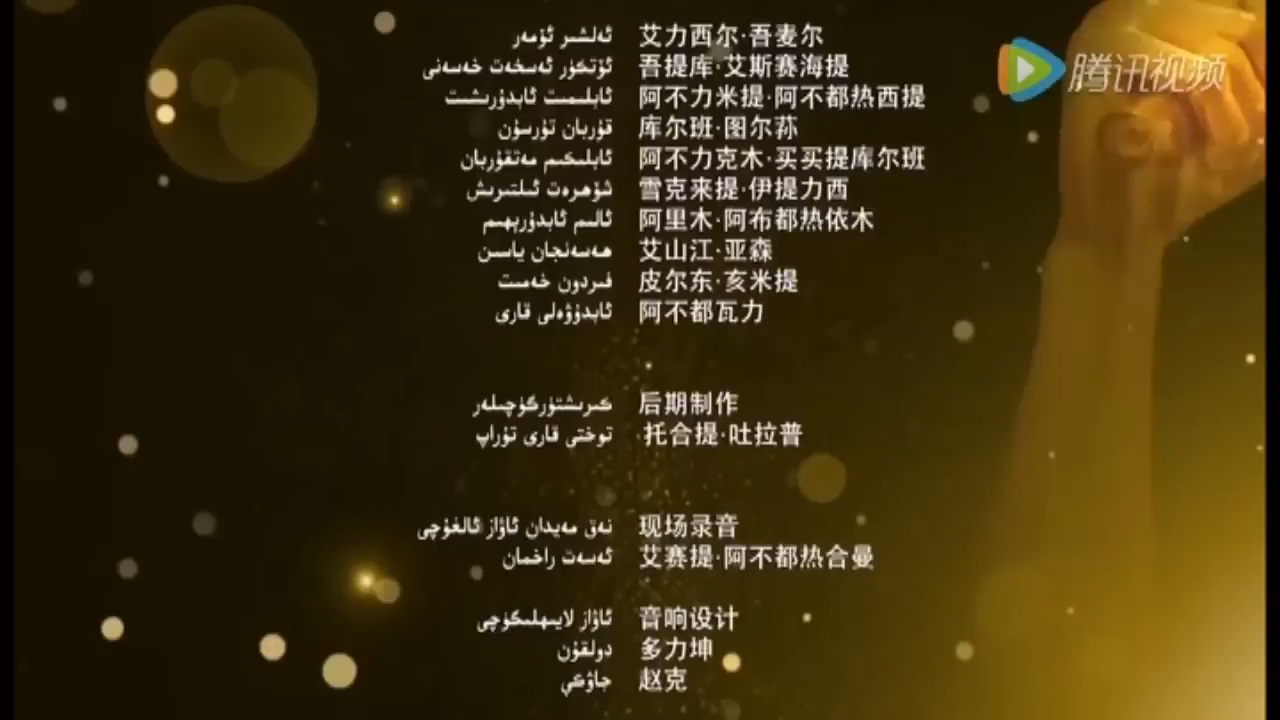 腾讯视频
ئەلشىر ئۆمەر 艾力西尔·吾麦尔
ئۆتكۈر ئەسخەت خەسەنى 吾提库·艾斯赛海提
ئابلىمىت ئابدۇرىشىت 阿不力米提·阿不都热西提
قۇربان تۇرسۇن 库尔班·图尔荪
ئابلىكىم مەتقۇربان 阿不力克木·买买提库尔班
شۆھرەت ئىلتىرىش 雪克来提·伊提力西
ئالىم ئابدۇرېھىم 阿里木·阿布都热依木
ھەسەنجان ياسىن 艾山江·亚森
فىردون خەمىت 皮尔东·亥米提
ئابدۇۋەلى قارى 阿不都瓦力
كىرىشتۈرگۈچىلەر 后期制作
توختى قارى تۇراپ 托合提·吐拉普
نەق مەيدان ئاۋاز ئالغۇچى 现场录音
ئەسەت راخمان 艾赛提·阿不都热合曼
ئاۋاز لايىھىلىگۈچى 音响设计
دولقۇن 多力坤
جاۋكې 赵克